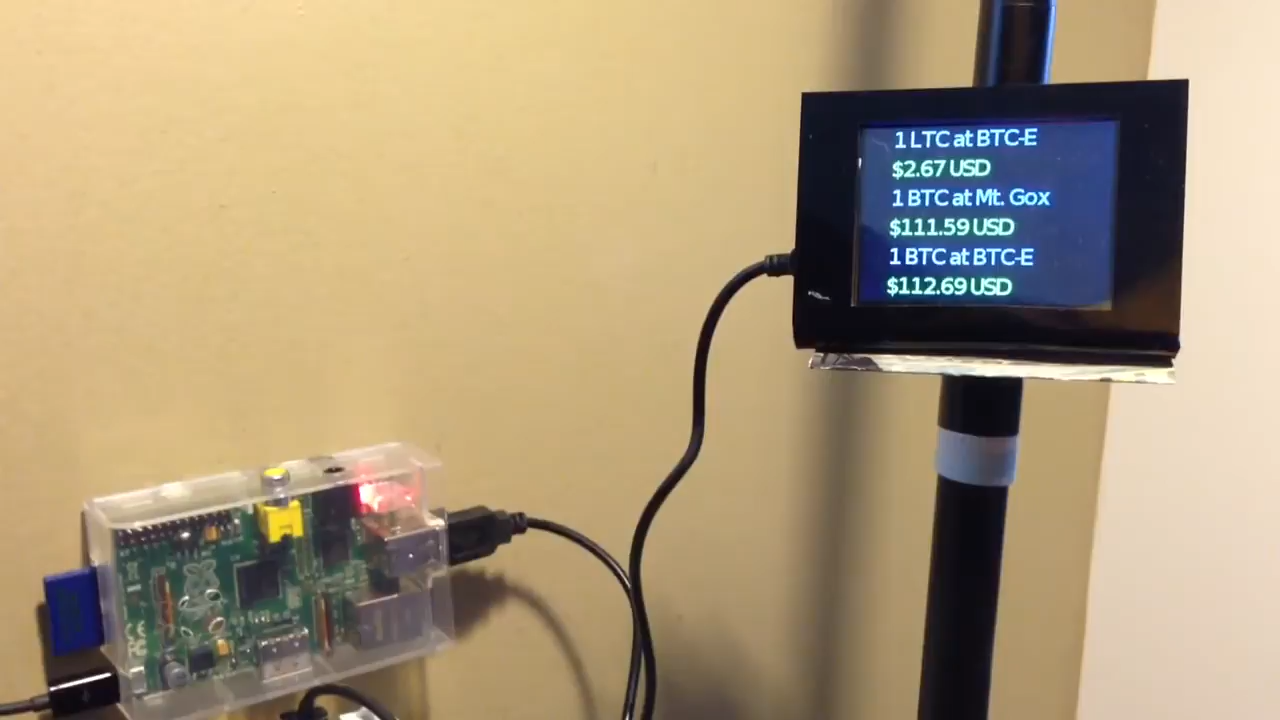 1 LTC at BTC-E
$2.67 USD
1 BTC at Mt. Gox
$111.59 USD
1 BTC at BTC-E
$112.69 USD